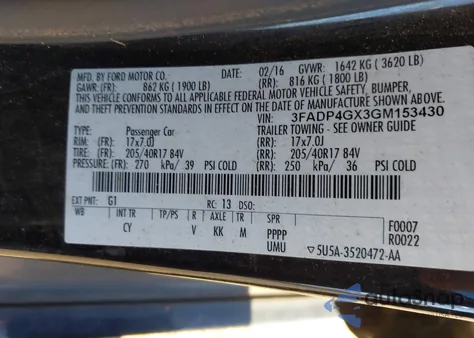 MFD. BY FORD MOTOR CO. DATE: 02/16 GVWR: 1642 KG ( 3620 LB)
GAWR: (FR): 862 KG ( 1900 LB) (RR): 816 KG ( 1800 LB)
THIS VEHICLE CONFORMS TO ALL APPLICABLE FEDERAL MOTOR VEHICLE SAFETY, BUMPER,
AND THEFT PREVENTION STANDARDS IN EFFECT ON THE DATE OF MANUFACTURE SHOWN ABOVE.
VIN: 3FADP4GX3GM153430
TYPE: Passenger Car TRAILER TOWING -- SEE OWNER GUIDE
RIM: (FR): 17x7.0J (RR): 17x7.0J
TIRE: (FR): 205/40R17 84V (RR): 205/40R17 84V
PRESSURE: (FR): 270 kPa/ 39 PSI COLD (RR): 250 kPa/ 36 PSI COLD
EXT PNT: G1 RC: 13 DSO:
WB INT TR TP/PS R AXLE TR SPR F0007
CY V KK M PPPP R0022
UMU ▽5U5A-3520472-AA
autosnap